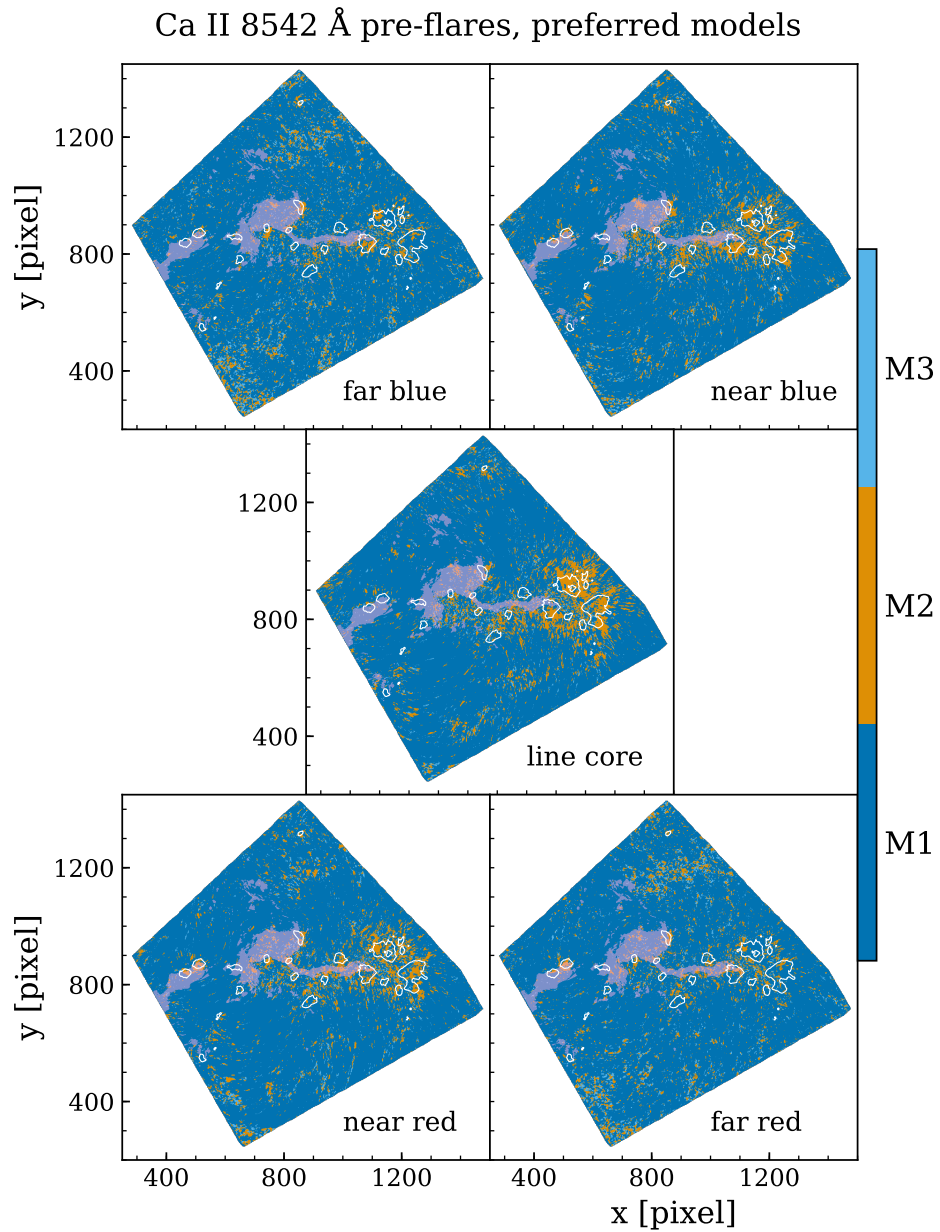 Ca II 8542 Å pre-flares, preferred models
y [pixel]
1200
800
400
far blue
near blue
M3
1200
800
400
line core
M2
M1
y [pixel]
1200
800
400
near red
far red
400
800
1200
400
800
1200
x [pixel]